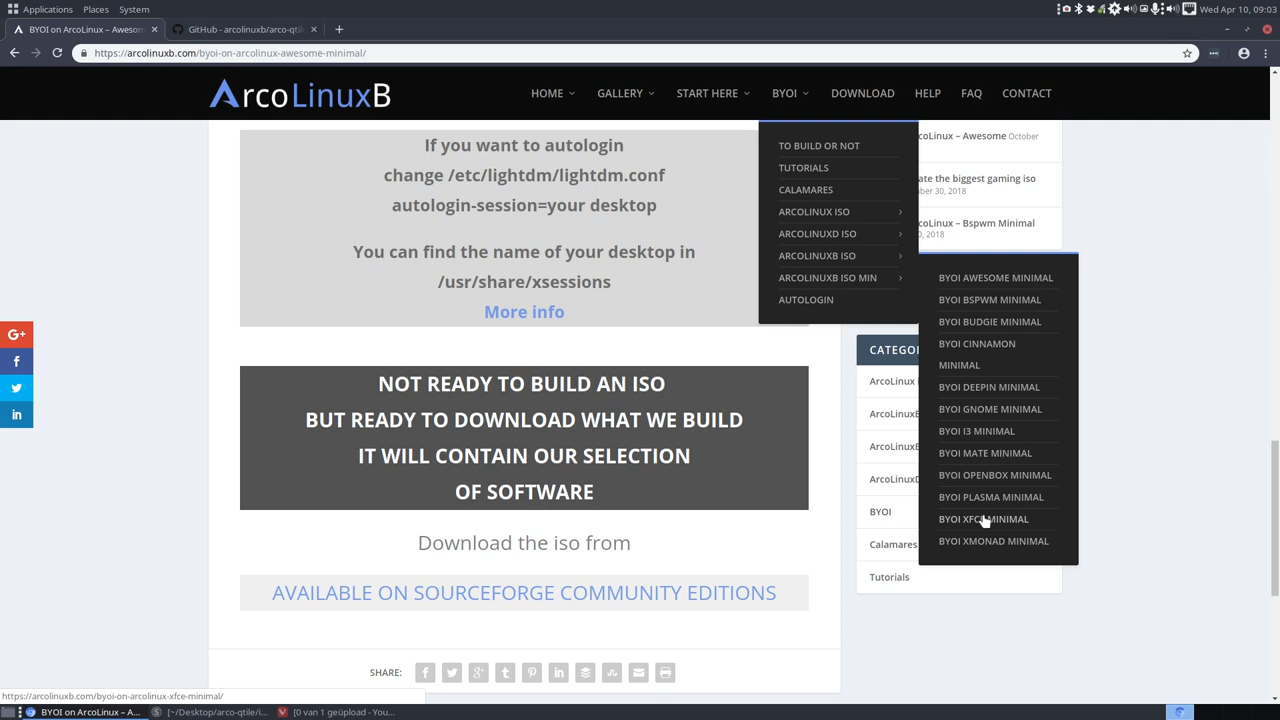 Applications Places System
Wed Apr 10, 09:03
BYOI on ArcoLinux – Awesom
GitHub - arcolinuxb/arco-qtile
https://arcolinuxb.com/byoi-on-arcolinux-awesome-minimal/
ArcoLinuxB
HOME
GALLERY
START HERE
BYOI
DOWNLOAD
HELP
FAQ
CONTACT
If you want to autologin
change /etc/lightdm/lightdm.conf
autologin-session=your desktop
You can find the name of your desktop in
/usr/share/xsessions
More info
TO BUILD OR NOT
TUTORIALS
CALAMARES
ARCOLINUX ISO
ARCOLINUXD ISO
ARCOLINUXB ISO
ARCOLINUXB ISO MIN
AUTOLOGIN
BYOI AWESOME MINIMAL
BYOI BSPWM MINIMAL
BYOI BUDGIE MINIMAL
BYOI CINNAMON
MINIMAL
BYOI DEEPIN MINIMAL
BYOI GNOME MINIMAL
BYOI I3 MINIMAL
BYOI MATE MINIMAL
BYOI OPENBOX MINIMAL
BYOI PLASMA MINIMAL
BYOI XFCE MINIMAL
BYOI XMONAD MINIMAL
coLinux – Awesome October
ate the biggest gaming iso
ber 30, 2018
coLinux – Bspwm Minimal
0, 2018
CATEGO
ArcoLinux
ArcoLinuxB
ArcoLinuxB
ArcoLinuxD
BYOI
Calamares
Tutorials
NOT READY TO BUILD AN ISO
BUT READY TO DOWNLOAD WHAT WE BUILD
IT WILL CONTAIN OUR SELECTION
OF SOFTWARE
Download the iso from
AVAILABLE ON SOURCEFORGE COMMUNITY EDITIONS
SHARE:
https://arcolinuxb.com/byoi-on-arcolinux-xfce-minimal/
BYOI on ArcoLinux – A...
[~/Desktop/arco-qtile/i...
[0 van 1 geüpload - You...